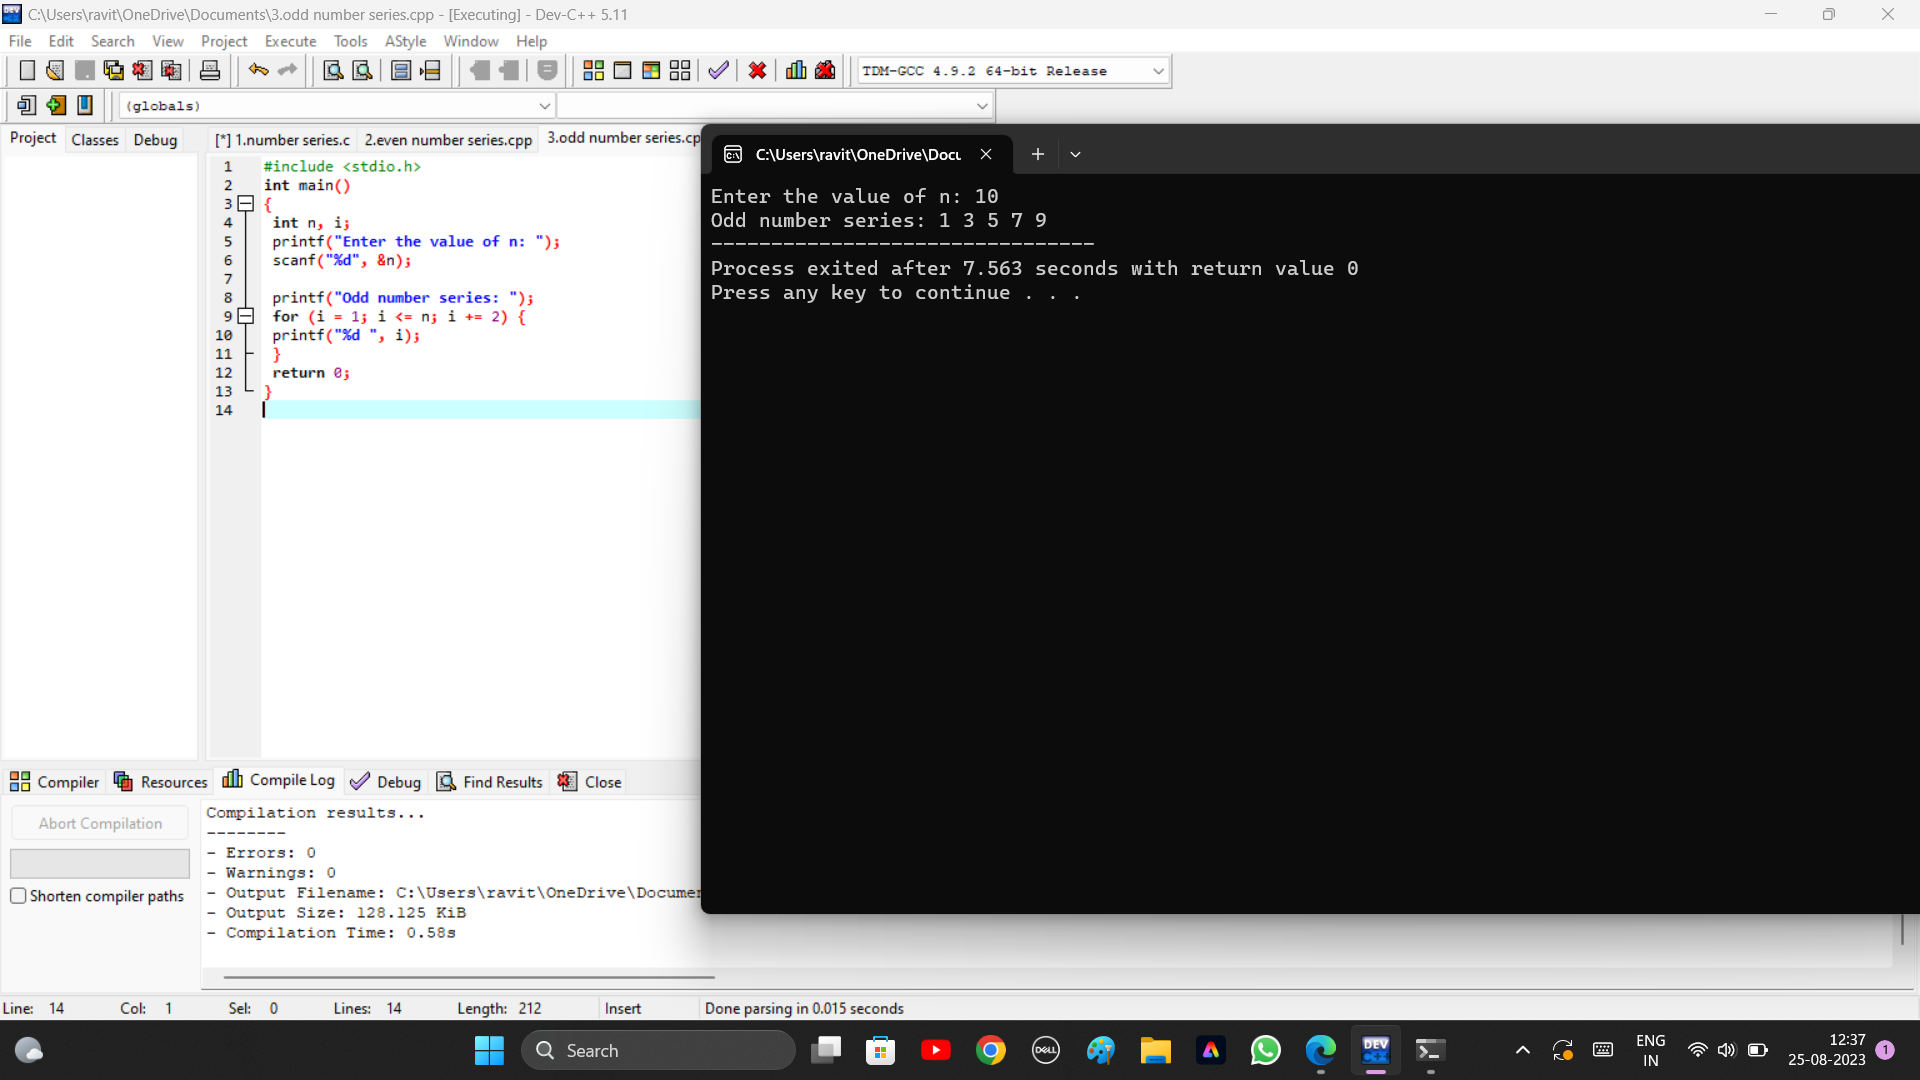 C:\Users\ravit\OneDrive\Documents\3.odd number series.cpp - [Executing] - Dev-C++ 5.11
File Edit Search View Project Execute Tools AStyle Window Help
TDM-GCC 4.9.2 64-bit Release
(globals)
Project Classes Debug
[*] 1.number series.c 2.even number series.cpp 3.odd number series.cp
1 #include <stdio.h>
2 int main()
3 {
4 int n, i;
5 printf("Enter the value of n: ");
6 scanf("%d", &n);
7
8 printf("Odd number series: ");
9 for (i = 1; i <= n; i += 2) {
10 printf("%d ", i);
11 }
12 return 0;
13 }
14
C:\Users\ravit\OneDrive\Docu
Enter the value of n: 10
Odd number series: 1 3 5 7 9
--------------------------------
Process exited after 7.563 seconds with return value 0
Press any key to continue . . .
Compiler Resources Compile Log Debug Find Results Close
Abort Compilation
Shorten compiler paths
Compilation results...
--------
- Errors: 0
- Warnings: 0
- Output Filename: C:\Users\ravit\OneDrive\Documen
- Output Size: 128.125 KiB
- Compilation Time: 0.58s
Line: 14 Col: 1 Sel: 0 Lines: 14 Length: 212 Insert Done parsing in 0.015 seconds
Search
DELL
DEV
C++
ENG
IN
12:37
25-08-2023
1